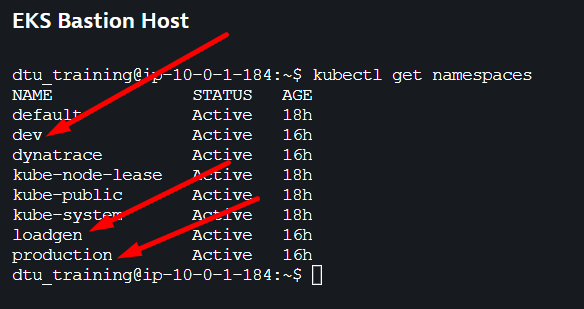 EKS Bastion Host
dtu_training@ip-10-0-1-184:~$ kubectl get namespaces
NAME STATUS AGE
default Active 18h
dev Active 16h
dynatrace Active 16h
kube-node-lease Active 18h
kube-public Active 18h
kube-system Active 18h
loadgen Active 16h
production Active 16h
dtu_training@ip-10-0-1-184:~$